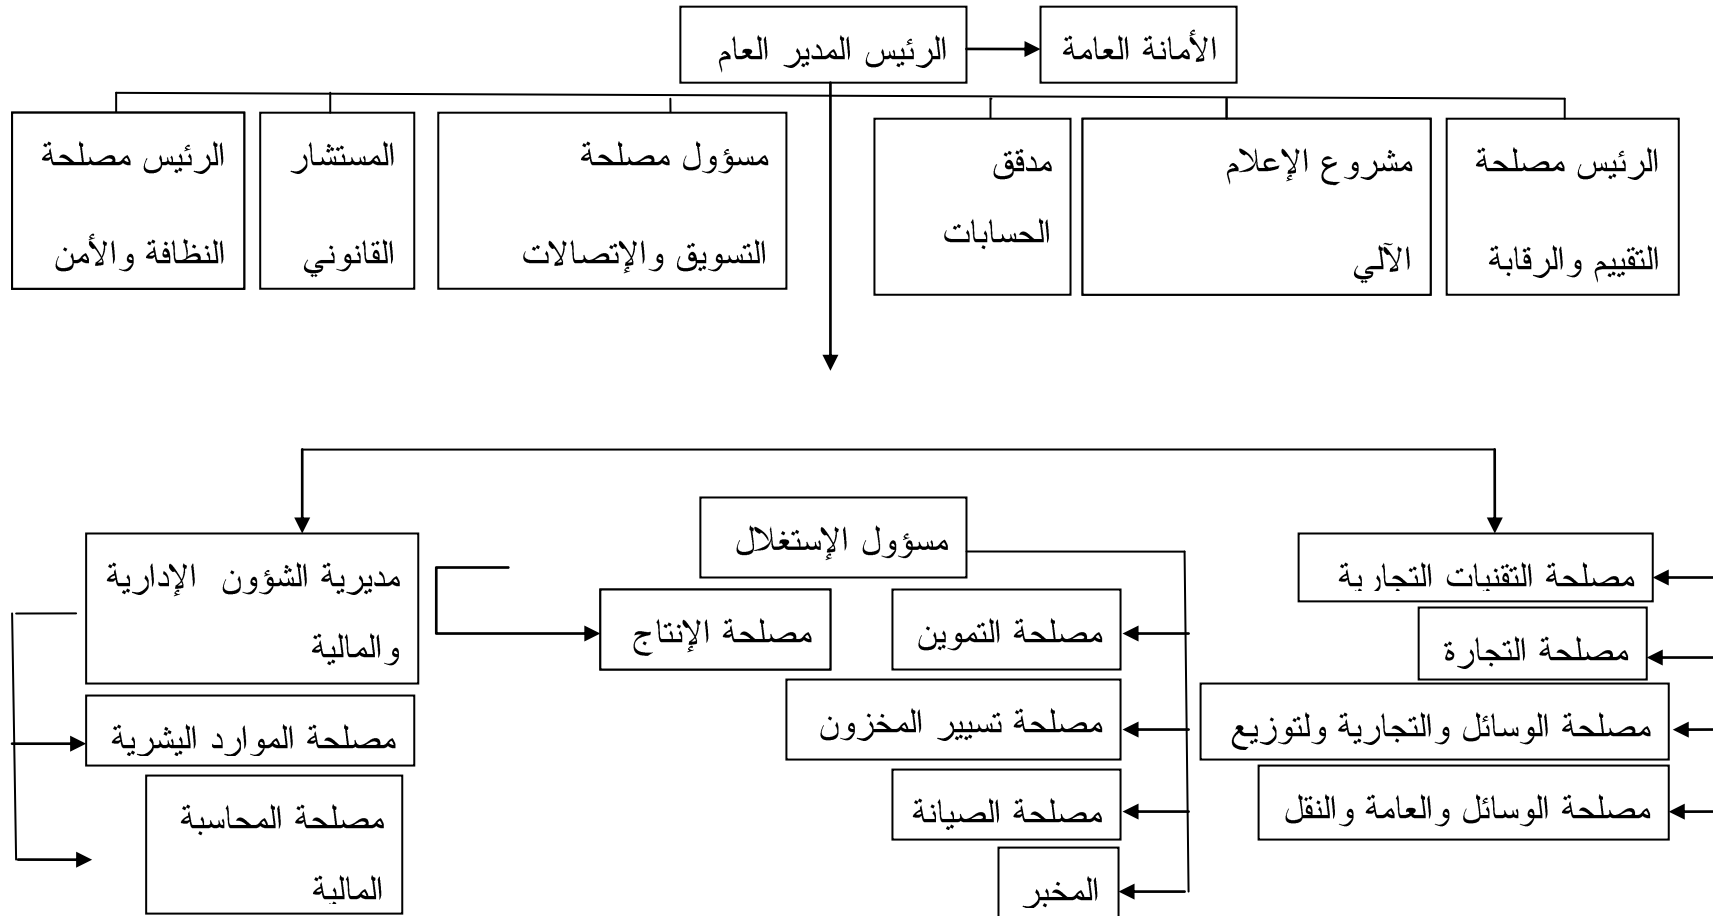 الرئيس المدير العام
الأمانة العامة
الرئيس مصلحة
التقييم والرقابة
مشروع الإعلام
الآلي
مدقق
الحسابات
مسؤول مصلحة
التسويق والإتصالات
المستشار
القانوني
الرئيس مصلحة
النظافة والأمن
مصلحة التقنيات التجارية
مصلحة التجارة
مصلحة الوسائل والتجارية ولتوزيع
مصلحة الوسائل والعامة والنقل
مسؤول الإستغلال
مصلحة التموين
مصلحة تسيير المخزون
مصلحة الصيانة
المخبر
مصلحة الإنتاج
مديرية الشؤون الإدارية
والمالية
مصلحة الموارد اليشرية
مصلحة المحاسبة
المالية